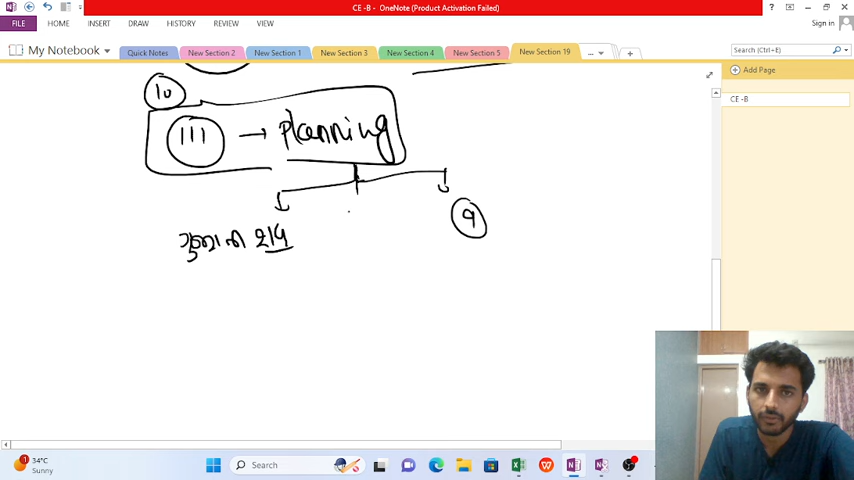 CE -B - OneNote (Product Activation Failed)
FILE HOME INSERT DRAW HISTORY REVIEW VIEW Sign in
My Notebook Quick Notes New Section 2 New Section 1 New Section 3 New Section 4 New Section 5 New Section 19 ... Search (Ctrl+E)
Add Page
CE -B
10
111 → planning
9
1
34°C
Sunny
Search